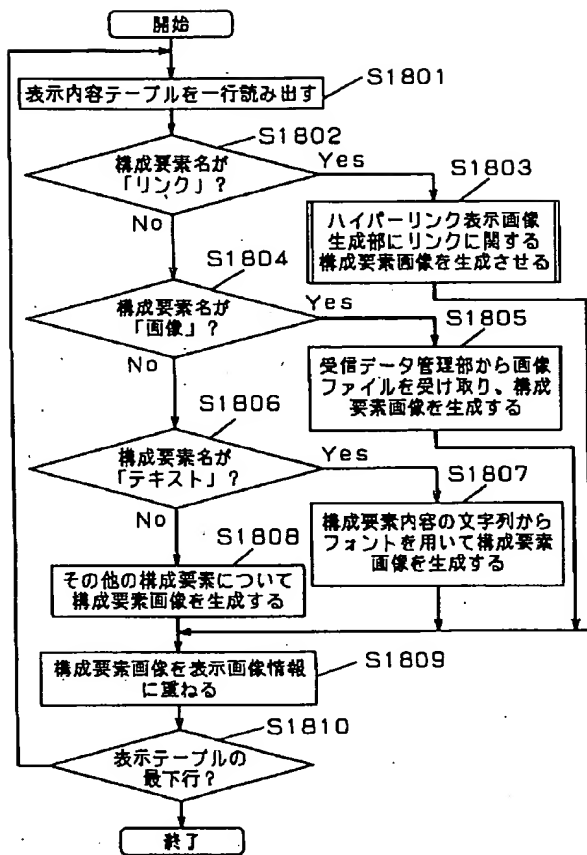 開始
S1801
表示内容テーブルを一行読み出す
S1802
構成要素名が
「リンク」?
Yes
No
S1803
ハイパーリンク表示画像
生成部にリンクに関する
構成要素画像を生成させる
S1804
構成要素名が
「画像」?
Yes
No
S1805
受信データ管理部から画像
ファイルを受け取り、構成
要素画像を生成する
S1806
構成要素名が
「テキスト」?
Yes
No
S1807
構成要素内容の文字列から
フォントを用いて構成要素
画像を生成する
S1808
その他の構成要素について
構成要素画像を生成する
S1809
構成要素画像を表示画像情報
に重ねる
S1810
表示テーブルの
最下行?
終了